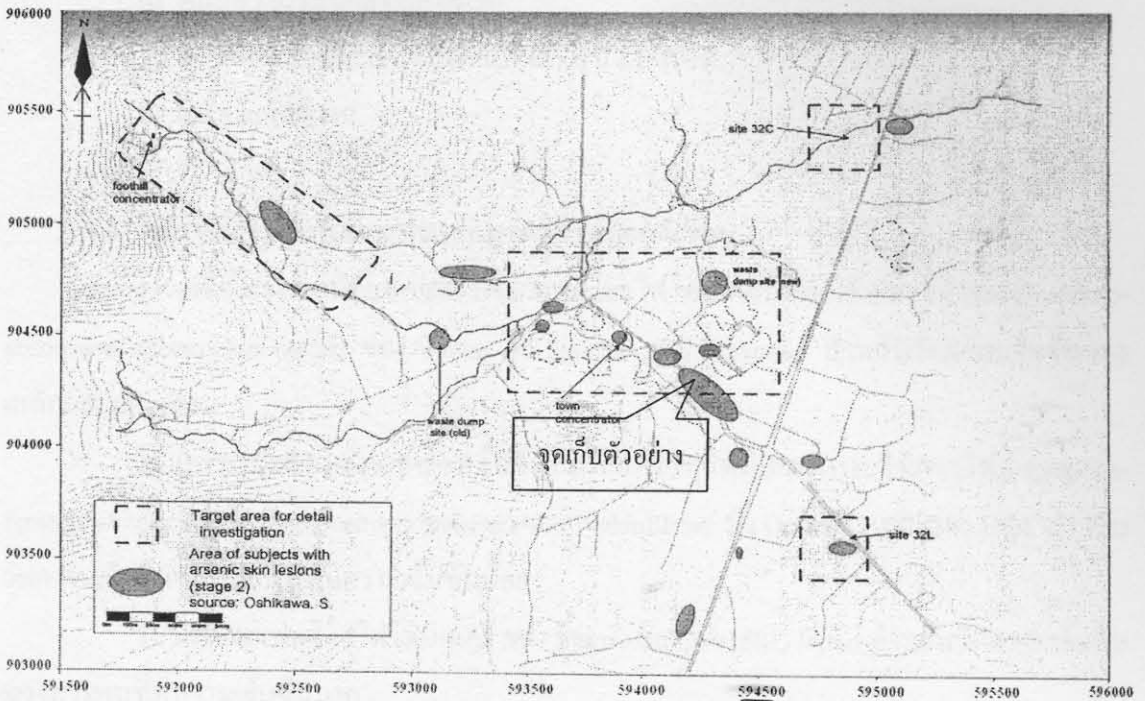 906000
N
905500
site 32C
foothill
concentrator
905000
waste
dump site (new)
904500
waste dump
site (old)
town
concentrator
904000
จุดเก็บตัวอย่าง
Target area for detail
investigation
903500
site 32L
Area of subjects with
arsenic skin lesions
(stage 2)
source: Oshikawa, S.
903000
591500 592000 592500 593000 593500 594000 594500 595000 595500 596000